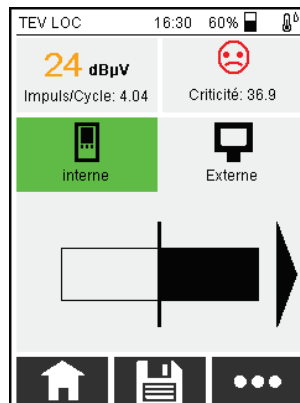 TEV LOC 16:30 60%
24 dBµV
Impuls/Cycle: 4.04
Criticité: 36.9
interne
Externe